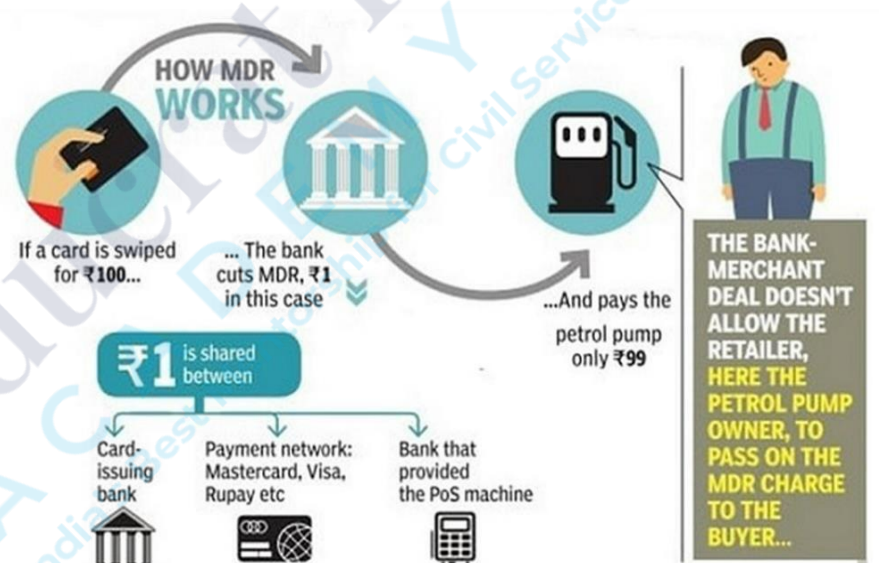 HOW MDR
WORKS
If a card is swiped
for ₹100...
... The bank
cuts MDR, ₹1
in this case
...And pays the
petrol pump
only ₹99
₹1 is shared
between
Card-
issuing
bank
Payment network:
Mastercard, Visa,
Rupay etc
Bank that
provided
the PoS machine
THE BANK-
MERCHANT
DEAL DOESN'T
ALLOW THE
RETAILER,
HERE THE
PETROL PUMP
OWNER, TO
PASS ON THE
MDR CHARGE
TO THE
BUYER...
ACADEMY